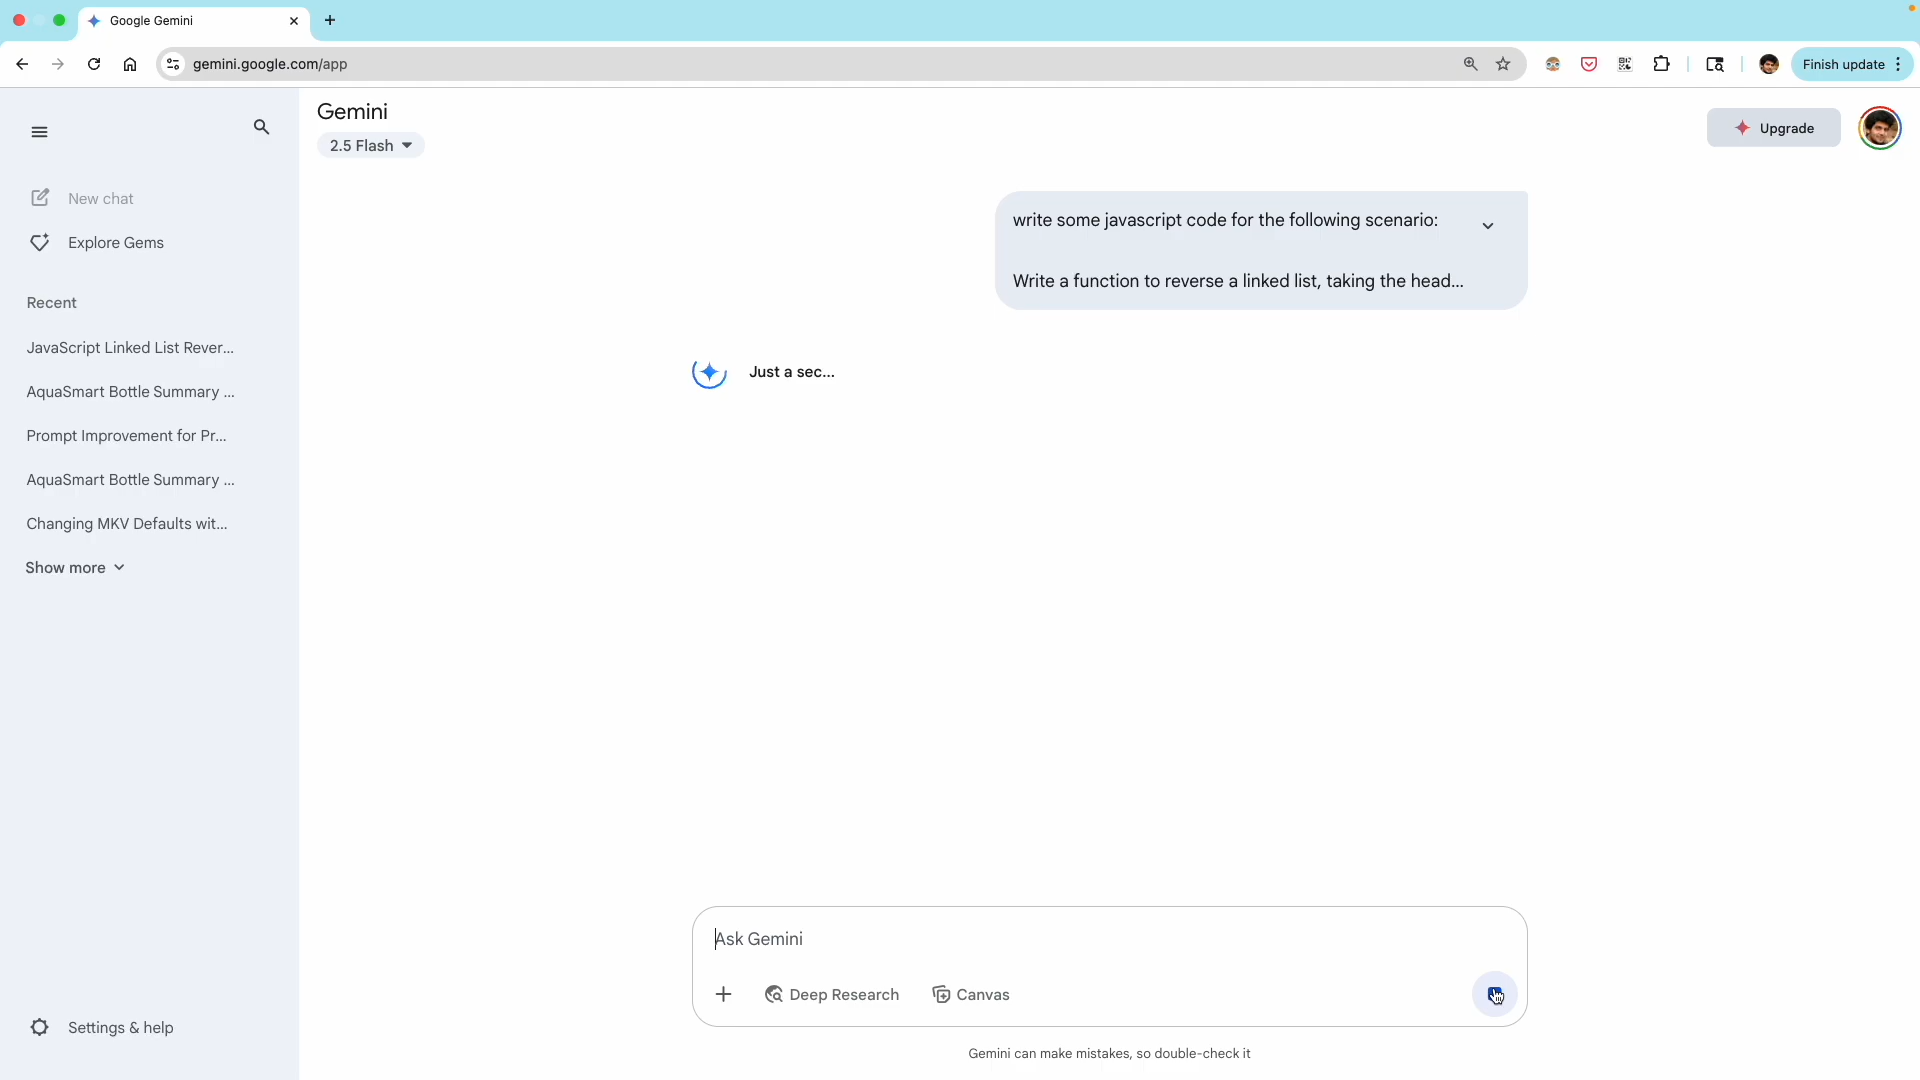 Google Gemini
gemini.google.com/app
Finish update
Gemini
2.5 Flash
Upgrade
New chat
Explore Gems
Recent
JavaScript Linked List Rever...
AquaSmart Bottle Summary ...
Prompt Improvement for Pr...
AquaSmart Bottle Summary ...
Changing MKV Defaults wit...
Show more
Settings & help
write some javascript code for the following scenario:
Write a function to reverse a linked list, taking the head...
Just a sec...
Ask Gemini
Deep Research
Canvas
Gemini can make mistakes, so double-check it